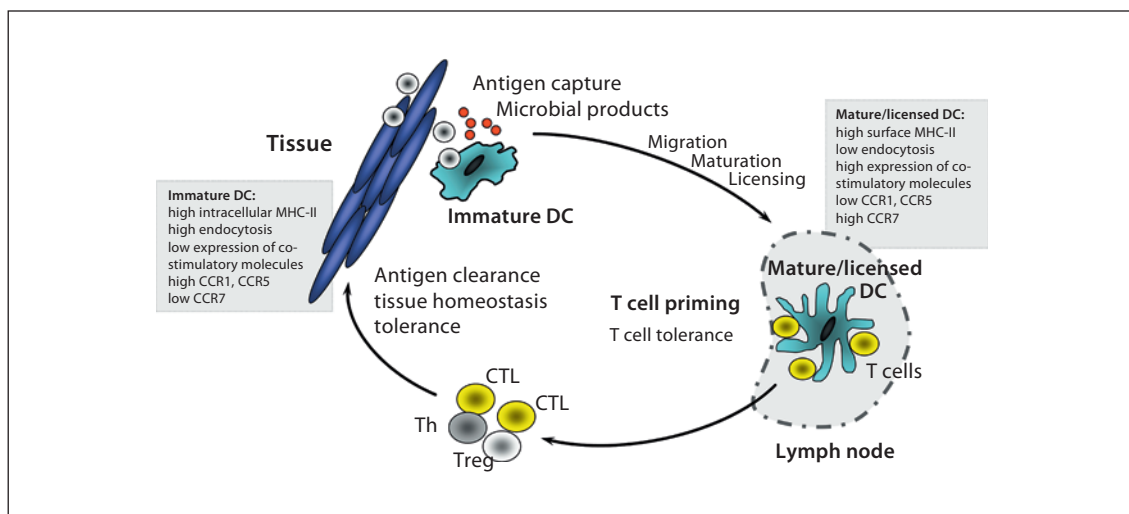 Antigen capture
Microbial products
Tissue
Migration
Maturation
Licensing
Mature/licensed DC:
high surface MHC-II
low endocytosis
high expression of co-
stimulatory molecules
low CCR1, CCR5
high CCR7
Immature DC:
high intracellular MHC-II
high endocytosis
low expression of co-
stimulatory molecules
high CCR1, CCR5
low CCR7
Immature DC
Antigen clearance
tissue homeostasis
tolerance
T cell priming
T cell tolerance
Mature/licensed
DC
T cells
CTL
CTL
Th
Treg
Lymph node